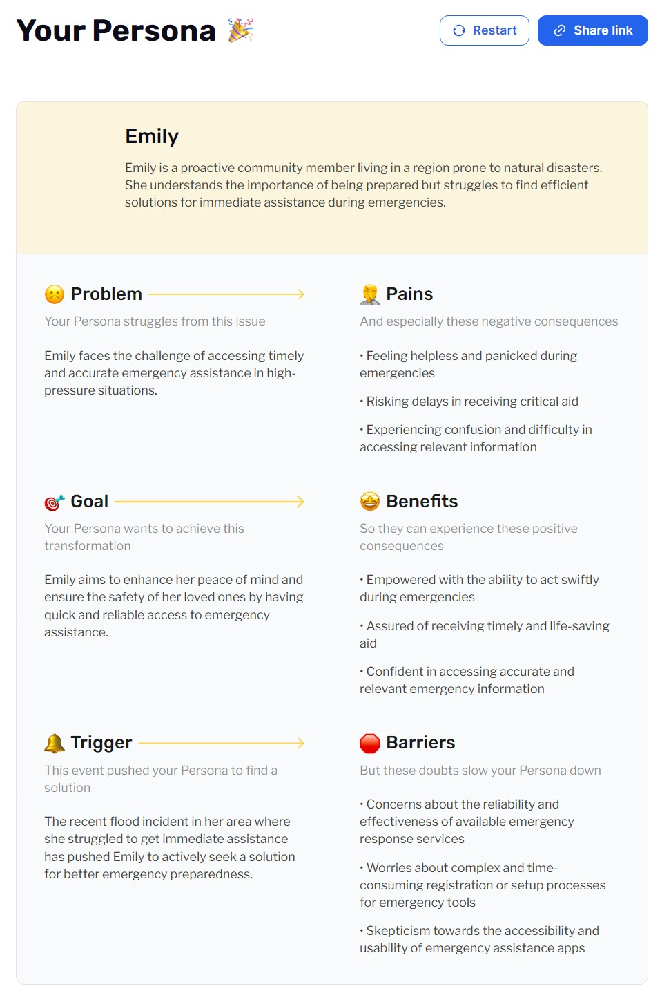 Your Persona 🎉
Restart
Share link
Emily
Emily is a proactive community member living in a region prone to natural disasters.
She understands the importance of being prepared but struggles to find efficient
solutions for immediate assistance during emergencies.
Problem
Your Persona struggles from this issue
Emily faces the challenge of accessing timely
and accurate emergency assistance in high-
pressure situations.
Pains
And especially these negative consequences
• Feeling helpless and panicked during
emergencies
• Risking delays in receiving critical aid
• Experiencing confusion and difficulty in
accessing relevant information
Goal
Your Persona wants to achieve this
transformation
Emily aims to enhance her peace of mind and
ensure the safety of her loved ones by having
quick and reliable access to emergency
assistance.
Benefits
So they can experience these positive
consequences
• Empowered with the ability to act swiftly
during emergencies
• Assured of receiving timely and life-saving
aid
• Confident in accessing accurate and
relevant emergency information
Trigger
This event pushed your Persona to find a
solution
The recent flood incident in her area where
she struggled to get immediate assistance
has pushed Emily to actively seek a solution
for better emergency preparedness.
Barriers
But these doubts slow your Persona down
• Concerns about the reliability and
effectiveness of available emergency
response services
• Worries about complex and time-
consuming registration or setup processes
for emergency tools
• Skepticism towards the accessibility and
usability of emergency assistance apps